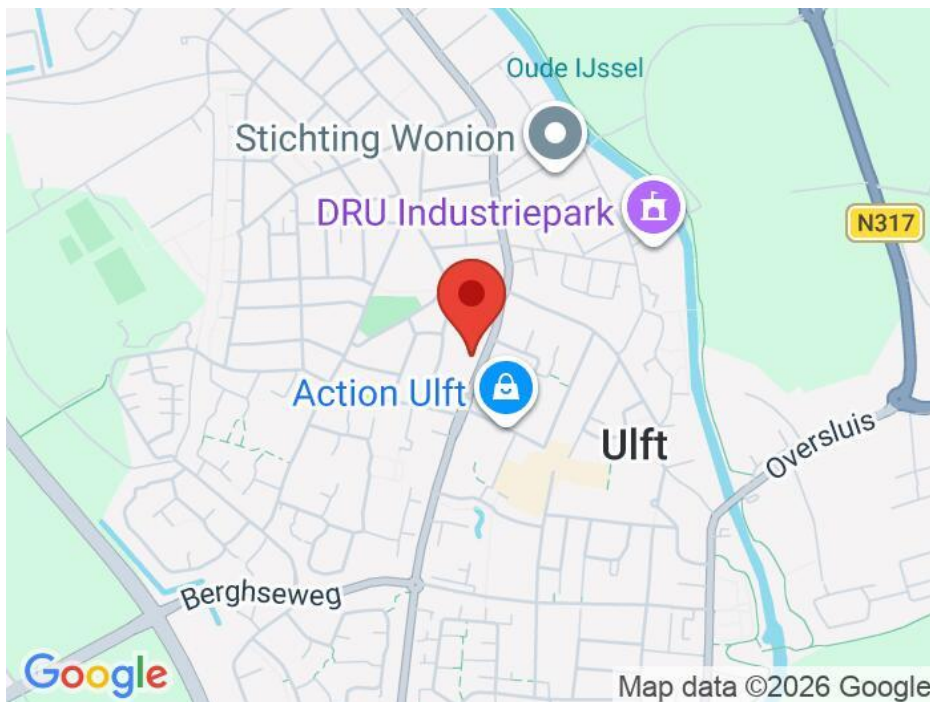 Oude IJssel
Stichting Wonion
DRU Industriepark
N317
Action Ulft
Ulft
Oversluis
Berghseweg
Google
Map data ©2026 Google